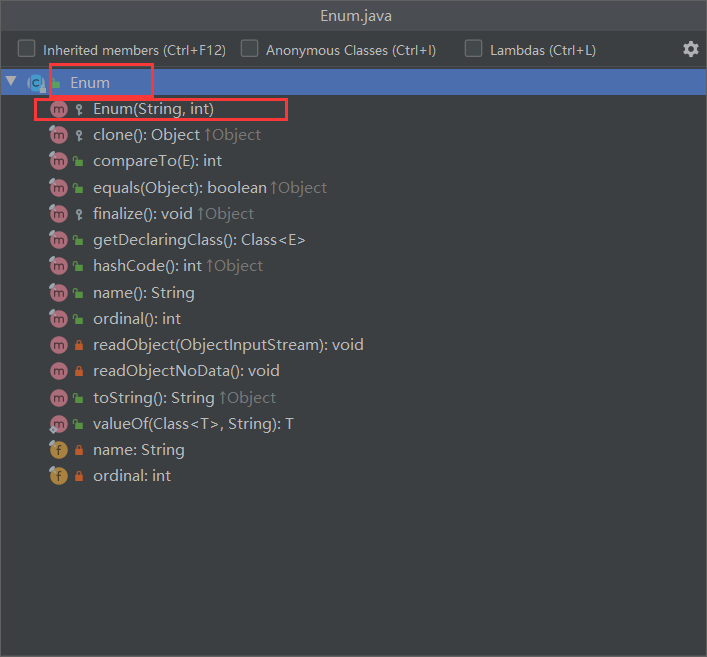 Enum.java
Inherited members (Ctrl+F12) Anonymous Classes (Ctrl+I) Lambdas (Ctrl+L)
Enum
Enum(String, int)
clone(): Object ↑Object
compareTo(E): int
equals(Object): boolean ↑Object
finalize(): void ↑Object
getDeclaringClass(): Class<E>
hashCode(): int ↑Object
name(): String
ordinal(): int
readObject(ObjectInputStream): void
readObjectNoData(): void
toString(): String ↑Object
valueOf(Class<T>, String): T
name: String
ordinal: int